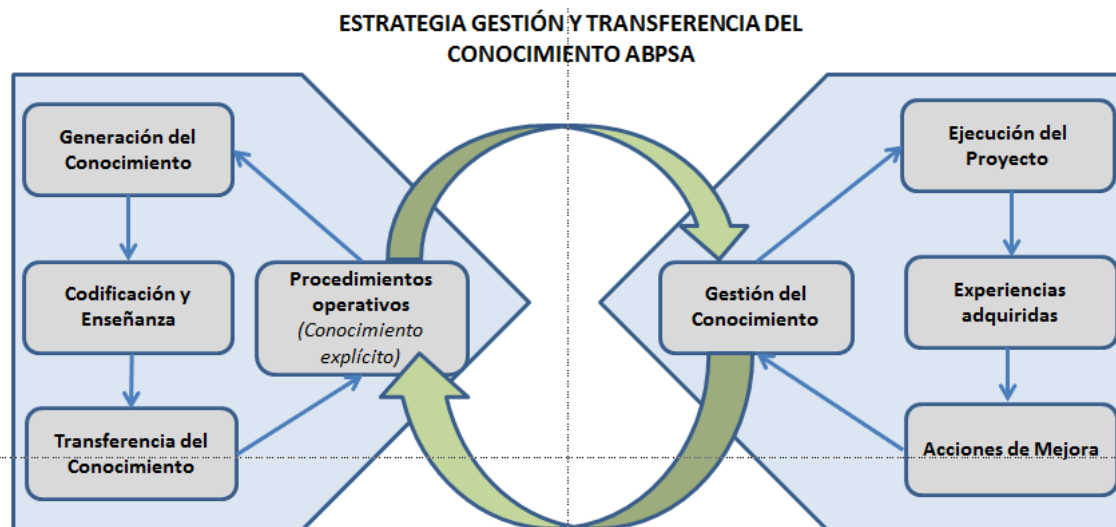 ESTRATEGIA GESTIÓN Y TRANSFERENCIA DEL
CONOCIMIENTO ABPSA
Generación del
Conocimiento
Codificación y
Enseñanza
Transferencia del
Conocimiento
Procedimientos
operativos
(Conocimiento
explícito)
Gestión del
Conocimiento
Ejecución del
Proyecto
Experiencias
adquiridas
Acciones de Mejora